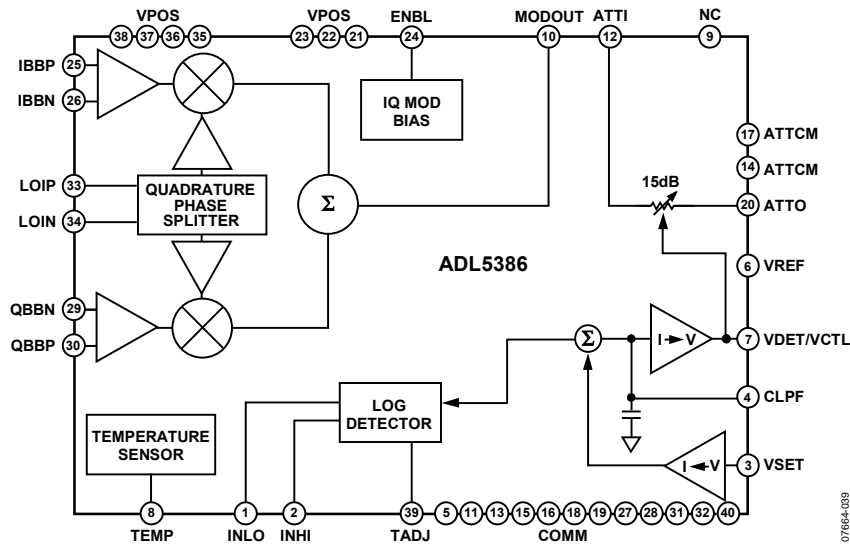 VPOS VPOS ENBL MODOUT ATTI NC
38 37 36 35 23 22 21 24 10 12 9
IBBP 25
IBBN 26
IQ MOD
BIAS
17 ATTCM
14 ATTCM
LOIP 33
LOIN 34
QUADRATURE
PHASE
SPLITTER
Σ
15dB
20 ATTO
ADL5386
6 VREF
QBBN 29
QBBP 30
Σ
I V
7 VDET/VCTL
4 CLPF
LOG
DETECTOR
TEMPERATURE
SENSOR
I V
3 VSET
8 1 2 39 5 11 13 15 16 18 19 27 28 31 32 40
TEMP INLO INHI TADJ COMM
07664-039